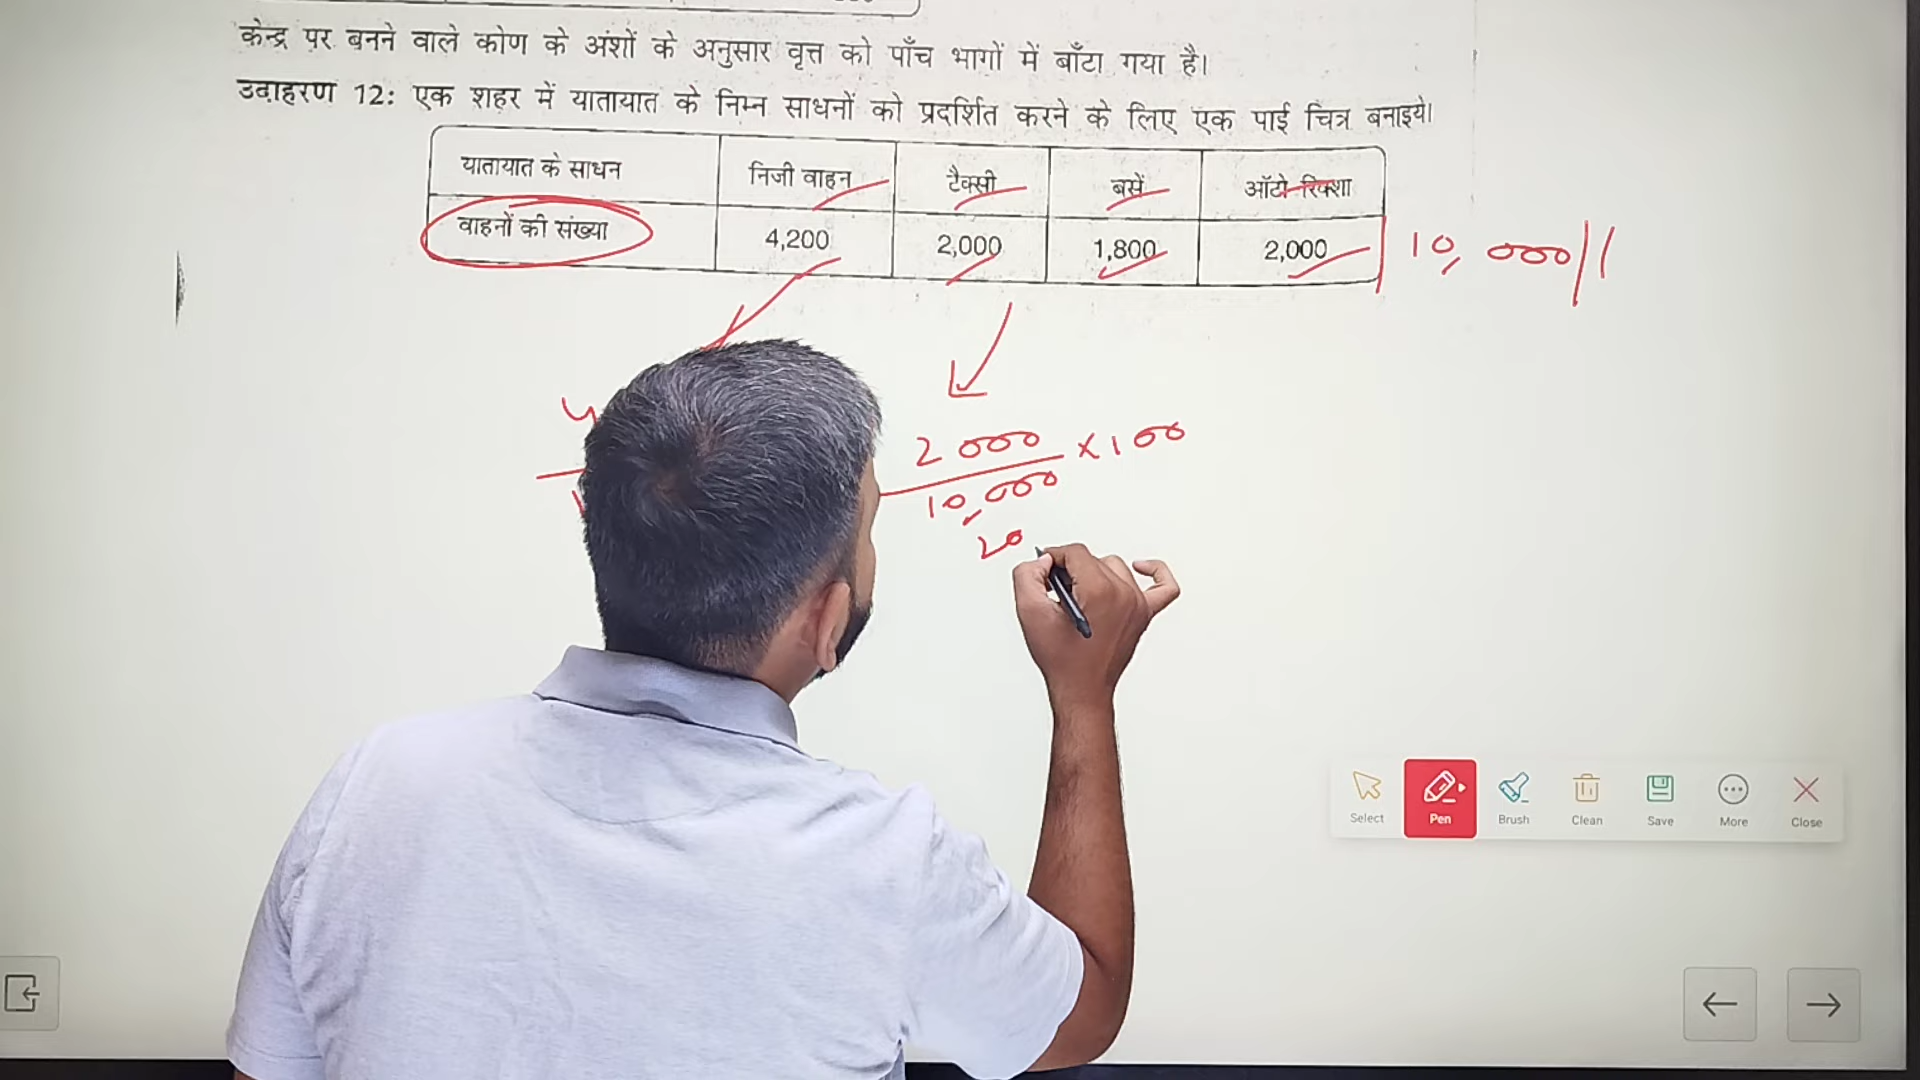 केन्द्र पर बनने वाले कोण के अंशों के अनुसार वृत्त को पाँच भागों में बाँटा गया है।
उदाहरण 12: एक शहर में यातायात के निम्न साधनों को प्रदर्शित करने के लिए एक पाई चित्र बनाइये।
यातायात के साधन निजी वाहन टैक्सी बसें ऑटो रिक्शा
वाहनों की संख्या 4,200 2,000 1,800 2,000
10,000
2000 × 100
10,000
20
Select Pen Brush Clean Save More Close